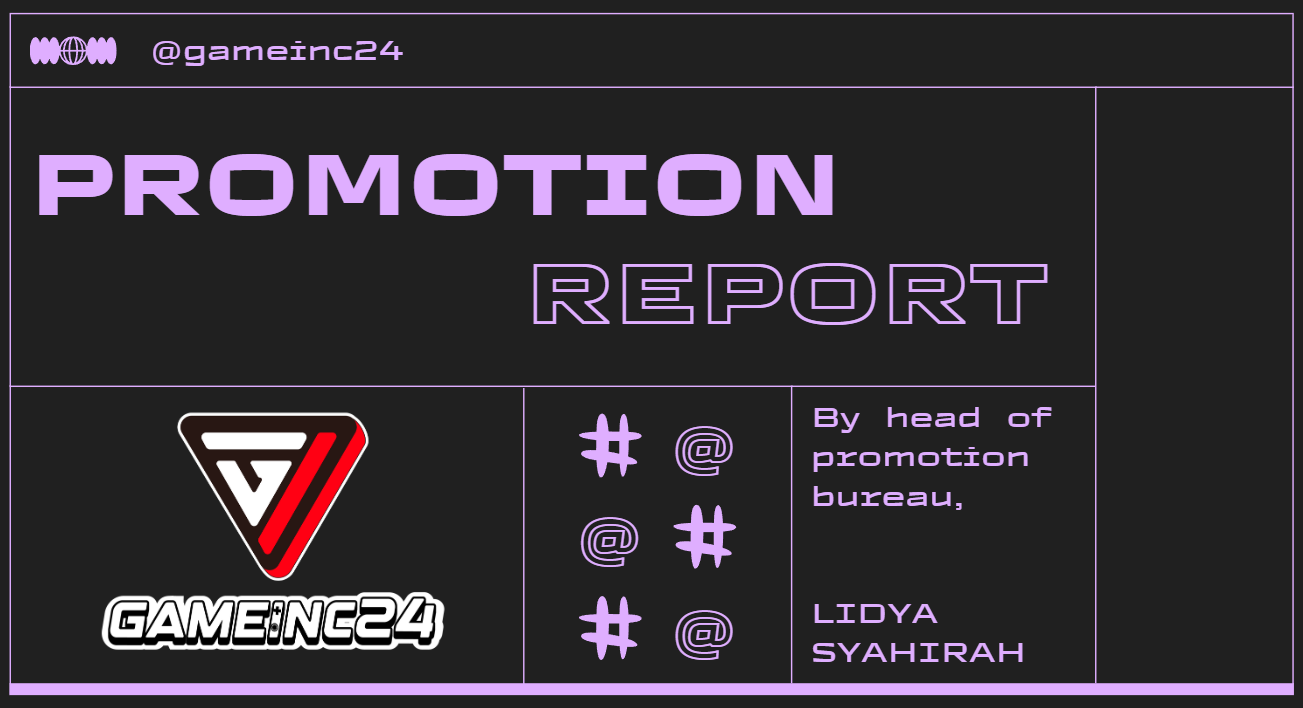 @gameinc24
PROMOTION
REPORT
GAMEINC24
# @
@ #
# @
By head of
promotion
bureau,
LIDYA
SYAHIRAH